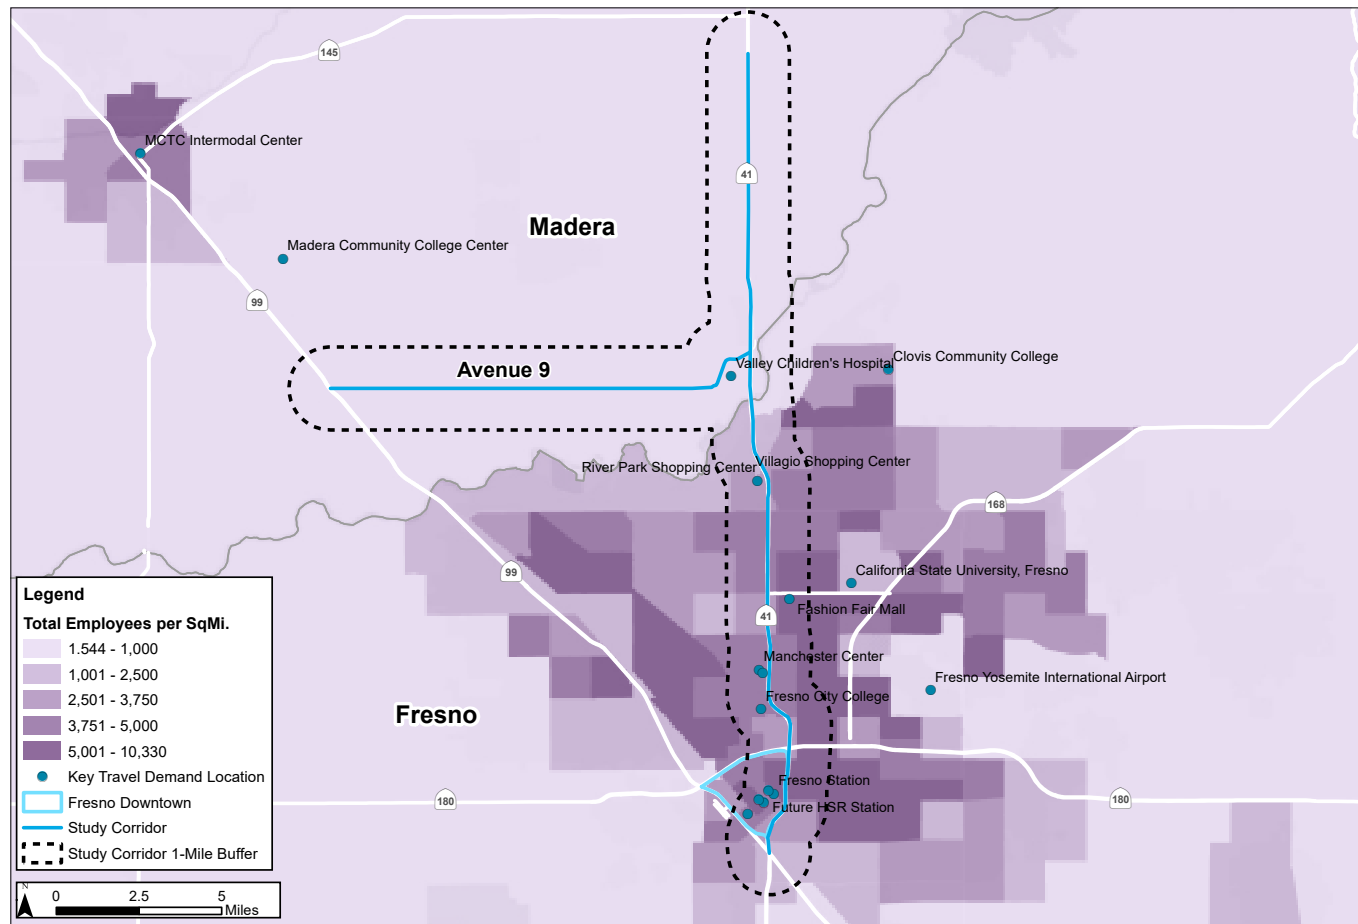 145
MCTC Intermodal Center
41
Madera
Madera Community College Center
99
Avenue 9
Valley Children's Hospital
Clovis Community College
River Park Shopping Center
Villagio Shopping Center
168
99
California State University, Fresno
Fashion Fair Mall
41
Manchester Center
Fresno Yosemite International Airport
Fresno City College
Fresno
Fresno Station
Future HSR Station
180
180
Legend
Total Employees per SqMi.
1.544 - 1,000
1,001 - 2,500
2,501 - 3,750
3,751 - 5,000
5,001 - 10,330
Key Travel Demand Location
Fresno Downtown
Study Corridor
Study Corridor 1-Mile Buffer
N
0 2.5 5
Miles